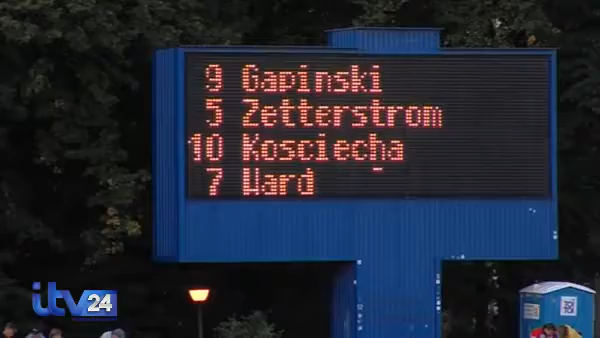 9 Gapinski
5 Zetterstrom
10 Kosciecha
7 Ward
itv24